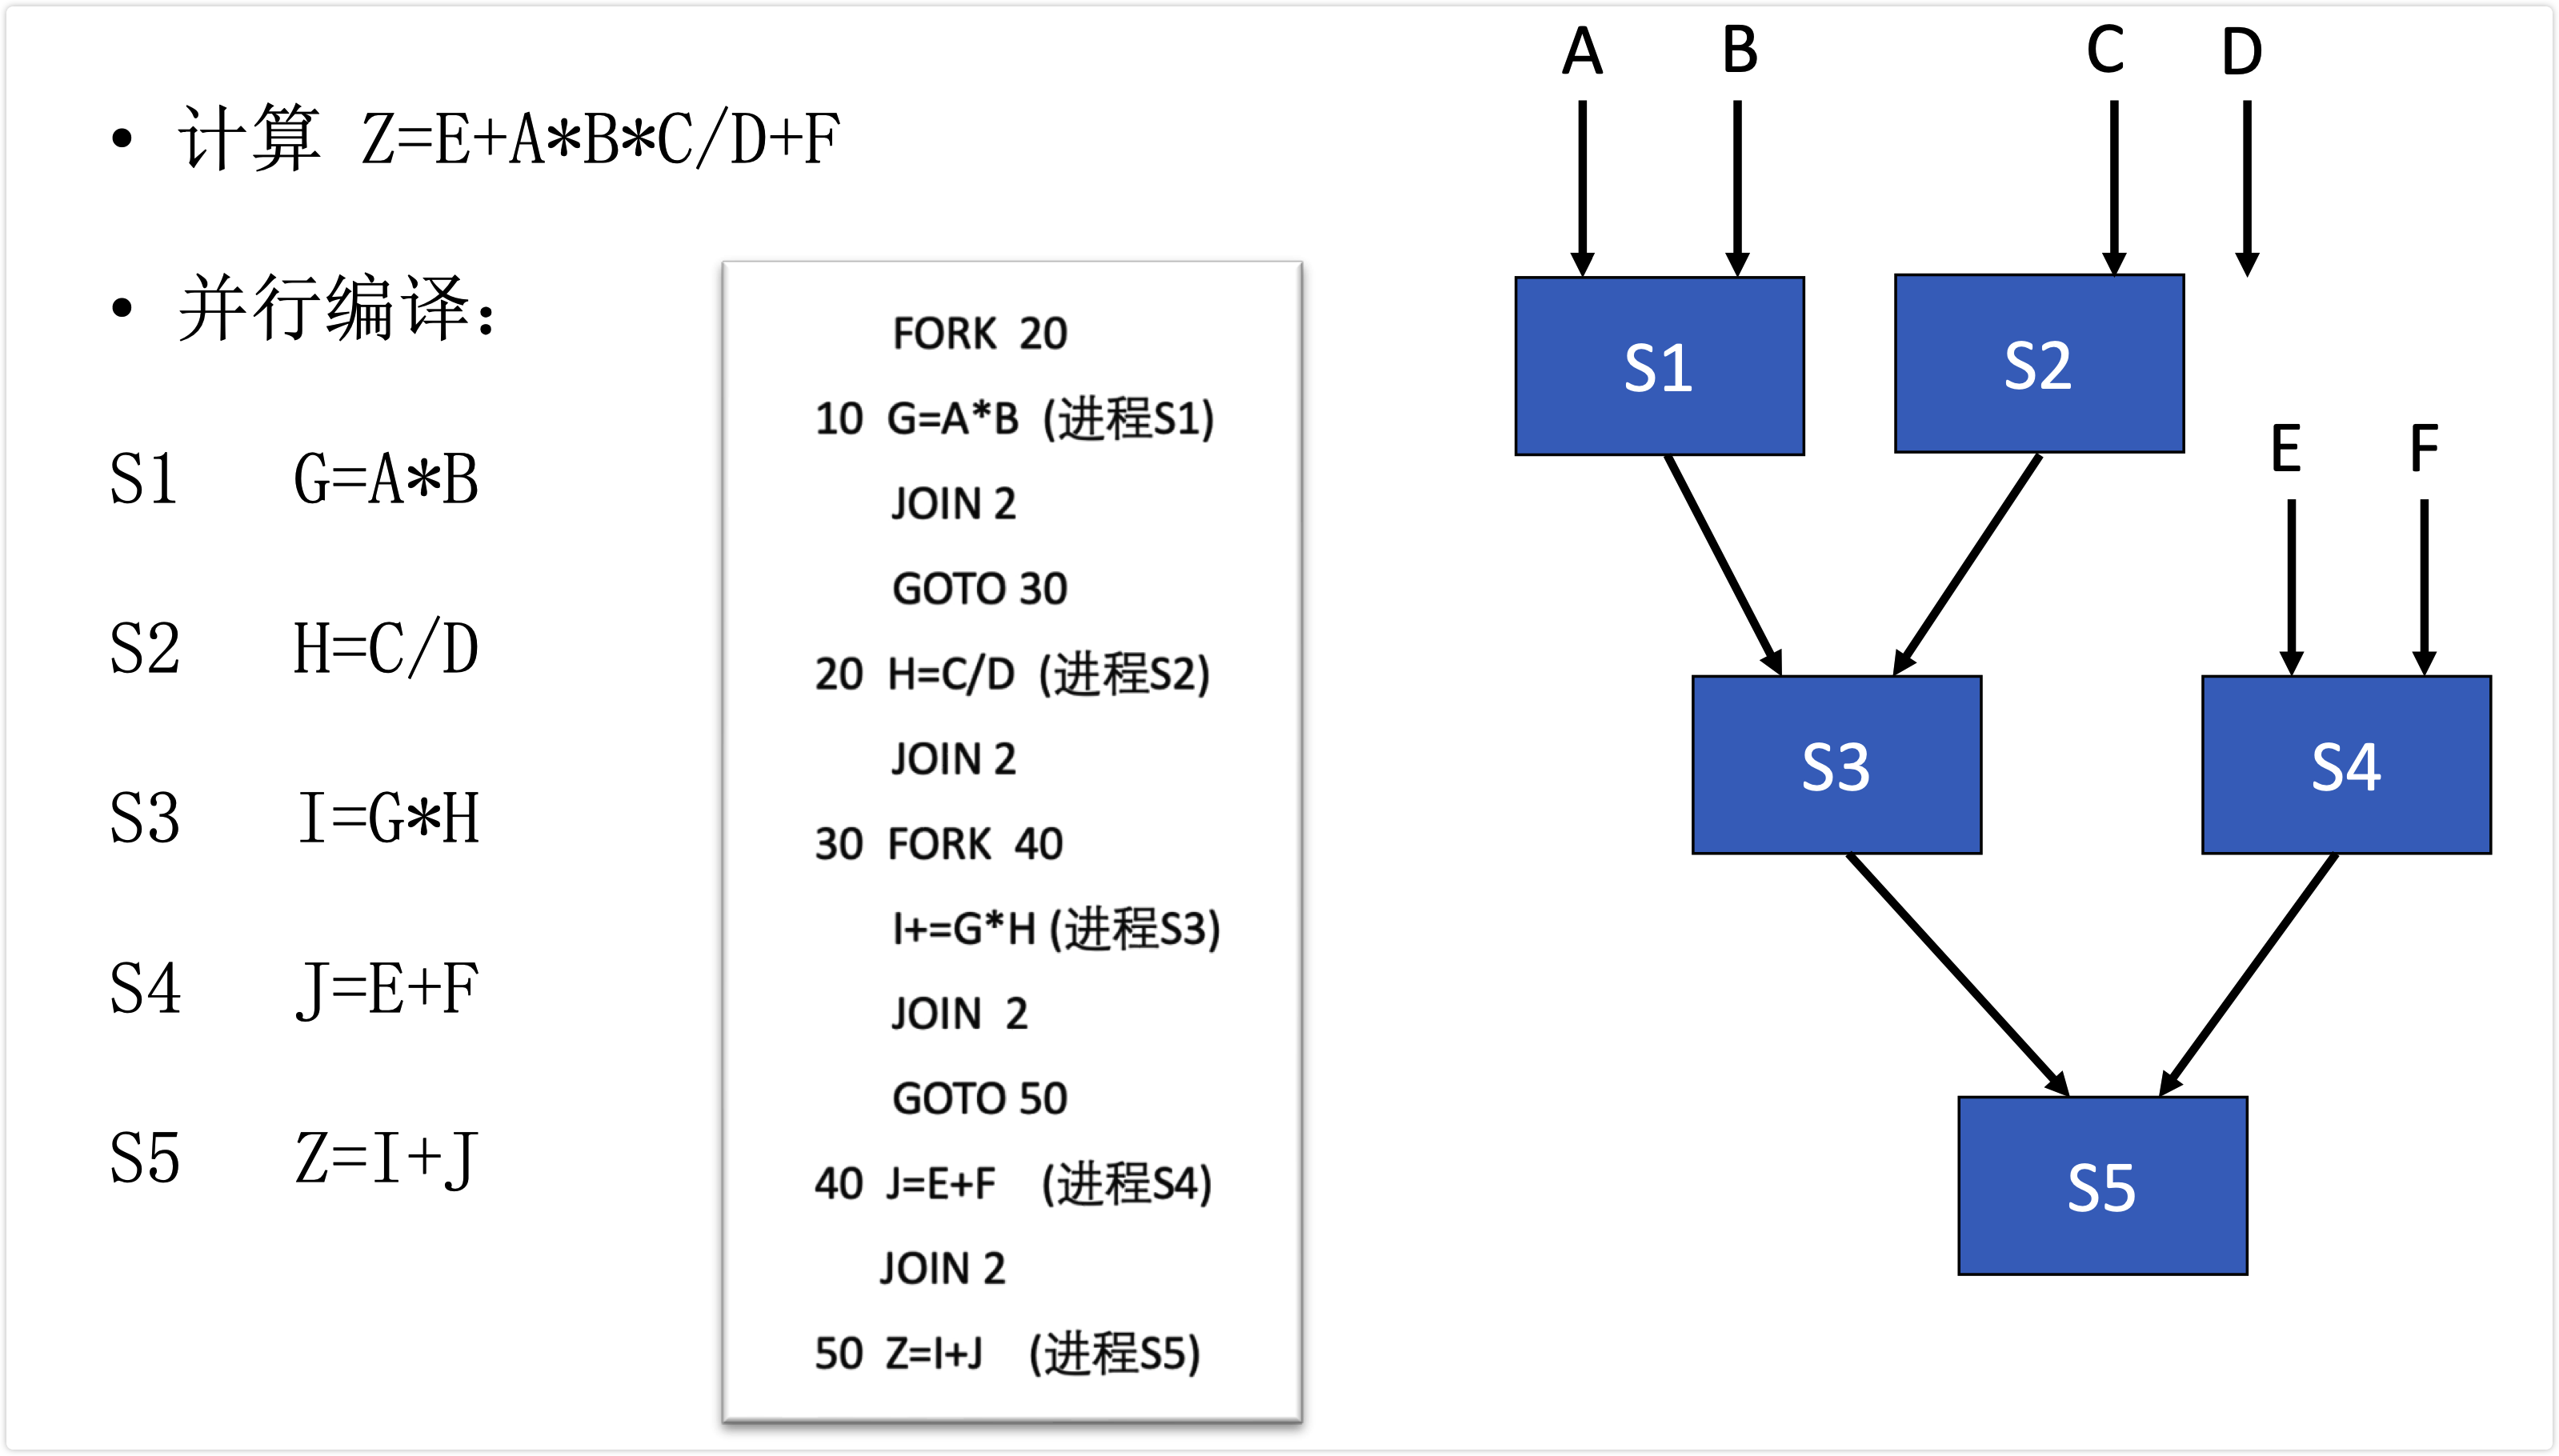 • 计算 Z=E+A*B*C/D+F
• 并行编译：
S1 G=A*B
S2 H=C/D
S3 I=G*H
S4 J=E+F
S5 Z=I+J
FORK 20
10 G=A*B (进程S1)
JOIN 2
GOTO 30
20 H=C/D (进程S2)
JOIN 2
30 FORK 40
I+=G*H (进程S3)
JOIN 2
GOTO 50
40 J=E+F (进程S4)
JOIN 2
50 Z=I+J (进程S5)
A B C D
S1 S2
E F
S3 S4
S5